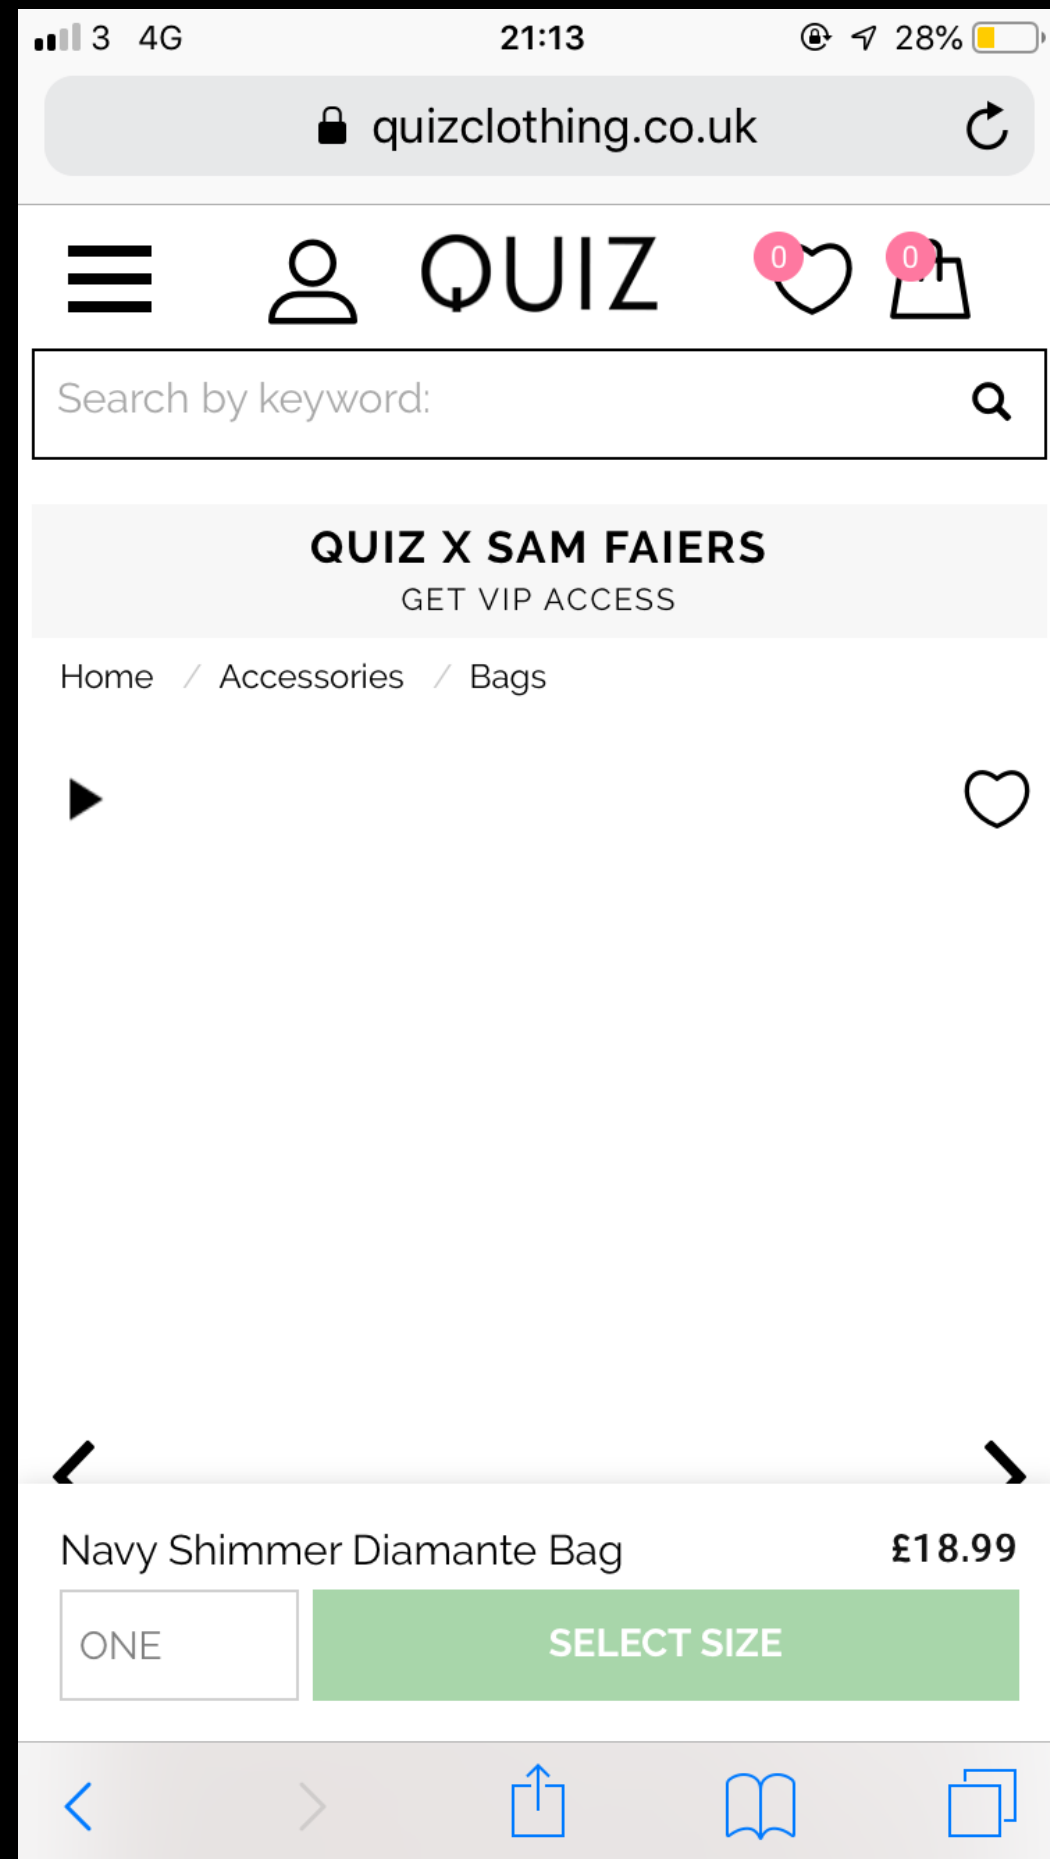 3 4G 21:13 28%
quizclothing.co.uk
QUIZ 0 0
Search by keyword:
QUIZ X SAM FAIERS
GET VIP ACCESS
Home / Accessories / Bags
Navy Shimmer Diamante Bag £18.99
ONE SELECT SIZE